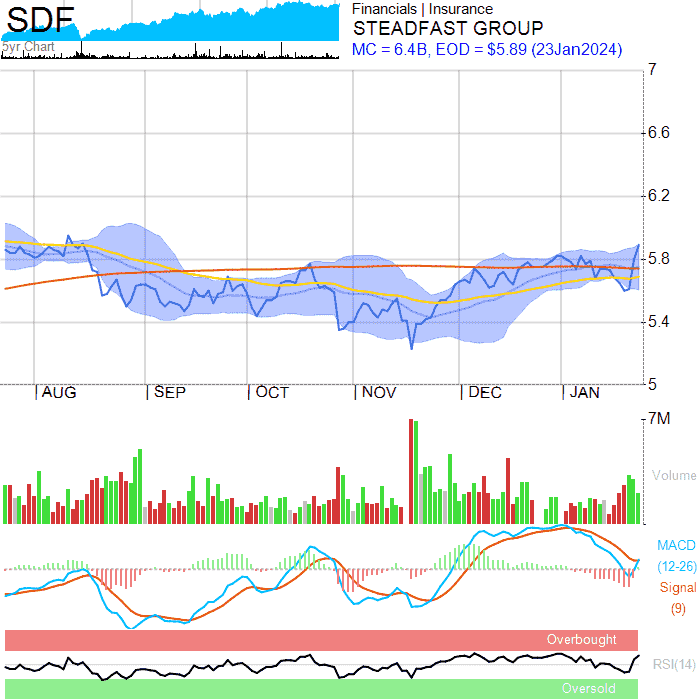 SDF
Financials | Insurance
STEADFAST GROUP
5yr Chart
MC = 6.4B, EOD = $5.89 (23Jan2024)
7
6.6
6.2
5.8
5.4
5
AUG SEP OCT NOV DEC JAN
7M
Volume
MACD
(12-26)
Signal
(9)
Overbought
RSI(14)
Oversold